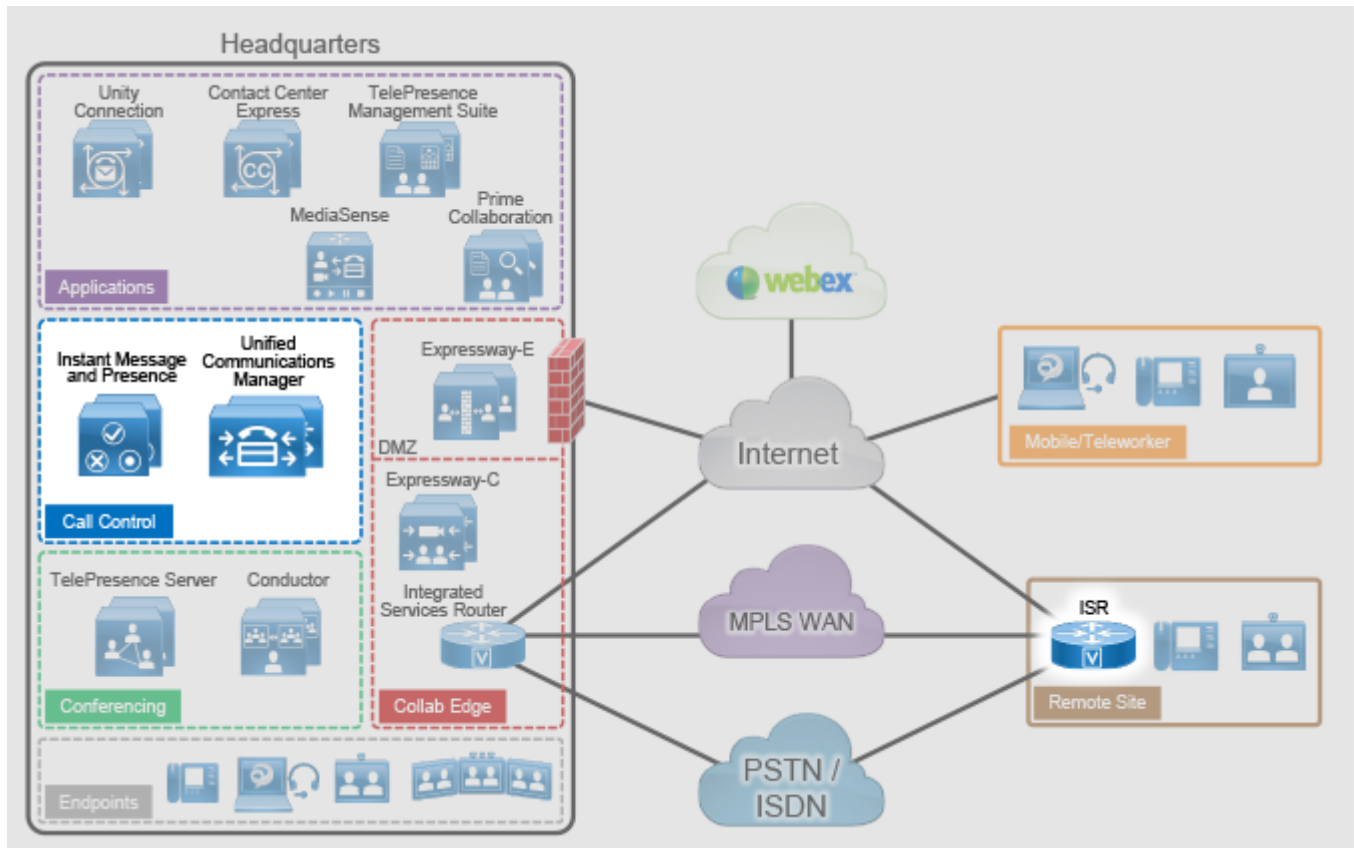 Headquarters
Unity
Connection
Contact Center
Express
TelePresence
Management Suite
MediaSense
Prime
Collaboration
Applications
Instant Message
and Presence
Unified
Communications
Manager
Call Control
Expressway-E
DMZ
Expressway-C
Integrated
Services Router
V
Collab Edge
TelePresence Server
Conductor
Conferencing
Endpoints
CC
webex
Internet
MPLS WAN
PSTN /
ISDN
Mobile/Teleworker
ISR
V
Remote Site